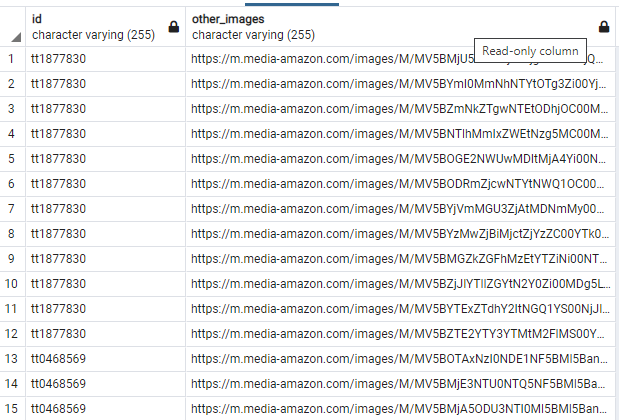 id other_images
character varying (255) character varying (255)
Read-only column
1 tt1877830 https://m.media-amazon.com/images/M/MV5BMjU5
2 tt1877830 https://m.media-amazon.com/images/M/MV5BYmI0MmNhNTYtOTg3Zi00Yj...
3 tt1877830 https://m.media-amazon.com/images/M/MV5BZmNkZTgwNTEtODhjOC00M...
4 tt1877830 https://m.media-amazon.com/images/M/MV5BNTlhMmIxZWEtNzg5MC00M...
5 tt1877830 https://m.media-amazon.com/images/M/MV5BOGE2NWUwMDItMjA4Yi00N...
6 tt1877830 https://m.media-amazon.com/images/M/MV5BODRmZjcwNTYtNWQ1OC00...
7 tt1877830 https://m.media-amazon.com/images/M/MV5BYjVmMGU3ZjAtMDNmMy00...
8 tt1877830 https://m.media-amazon.com/images/M/MV5BYzMwZjBiMjctZjYzZC00YTk0...
9 tt1877830 https://m.media-amazon.com/images/M/MV5BMGZkZGFhMzEtYTZiNi00NT...
10 tt1877830 https://m.media-amazon.com/images/M/MV5BZjJlYTllZGYtN2Y0Zi00MDg5L...
11 tt1877830 https://m.media-amazon.com/images/M/MV5BYTExZTdhY2ItNGQ1YS00NjJl...
12 tt1877830 https://m.media-amazon.com/images/M/MV5BZTE2YTY3YTMtM2FlMS00Y...
13 tt0468569 https://m.media-amazon.com/images/M/MV5BOTAxNzI0NDE1NF5BMl5Ban...
14 tt0468569 https://m.media-amazon.com/images/M/MV5BMjE3NTU0NTQ5NF5BMl5Ba...
15 tt0468569 https://m.media-amazon.com/images/M/MV5BMjA5ODU3NTI0Ml5BMl5Ban...